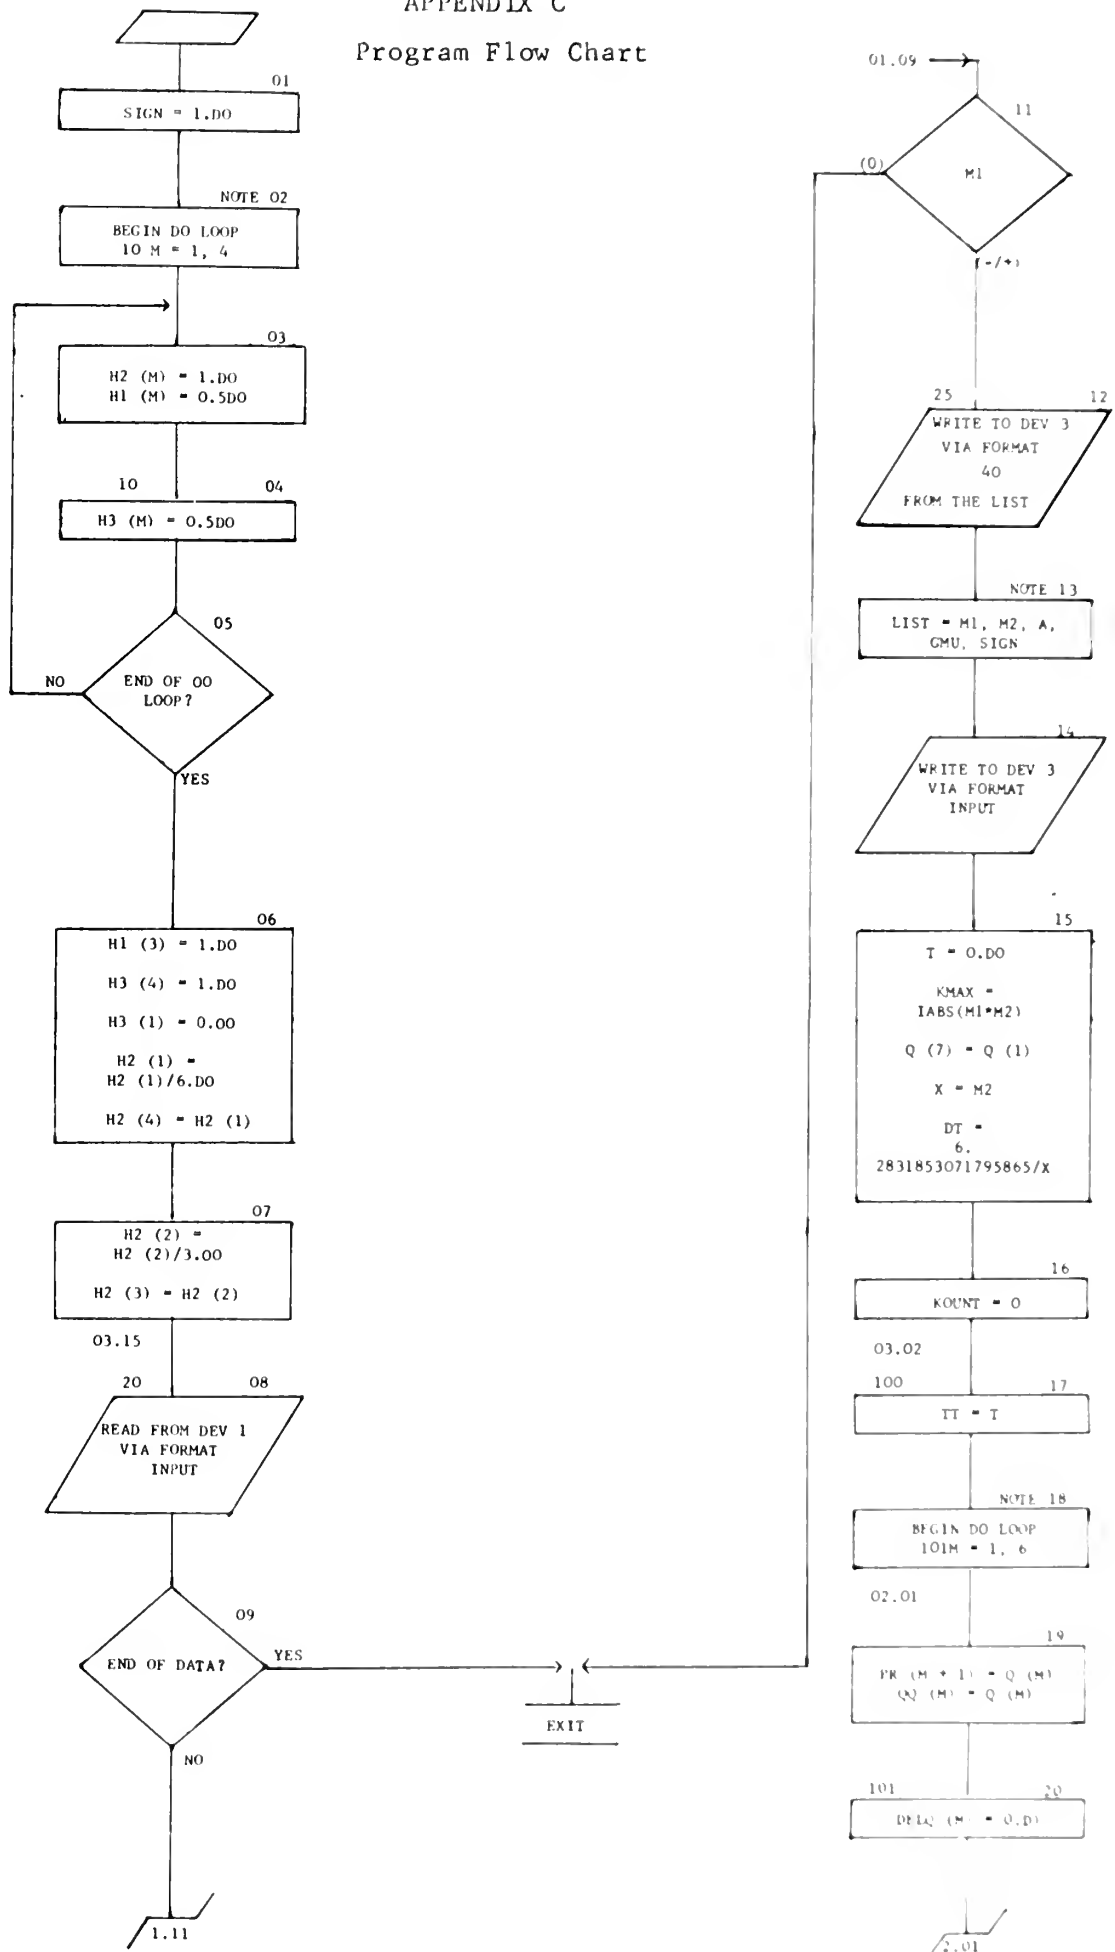 APPENDIX C
Program Flow Chart
01
SIGN = 1.DO
NOTE 02
BEGIN DO LOOP
10 M = 1, 4
03
H2 (M) = 1.DO
H1 (M) = 0.5DO
10
04
H3 (M) = 0.5DO
05
NO
END OF OO
LOOP?
YES
06
H1 (3) = 1.DO
H3 (4) = 1.DO
H3 (1) = 0.OO
H2 (1) =
H2 (1)/6.DO
H2 (4) = H2 (1)
07
H2 (2) =
H2 (2)/3.OO
H2 (3) = H2 (2)
03.15
20
08
READ FROM DEV 1
VIA FORMAT
INPUT
09
END OF DATA?
YES
NO
EXIT
1.11
01.09
11
(0)
M1
(-/+)
25
12
WRITE TO DEV 3
VIA FORMAT
40
FROM THE LIST
NOTE 13
LIST = M1, M2, A,
GMU, SIGN
14
WRITE TO DEV 3
VIA FORMAT
INPUT
15
T = 0.DO
KMAX =
IABS(M1*M2)
Q (7) = Q (1)
X = M2
DT =
6.
2831853071795865/X
16
KOUNT = 0
03.02
100
17
TT = T
NOTE 18
BEGIN DO LOOP
101M = 1, 6
02.01
19
PR (M + 1) = Q (M)
QQ (M) = Q (M)
101
20
DELQ (M) = 0.D)
2.01